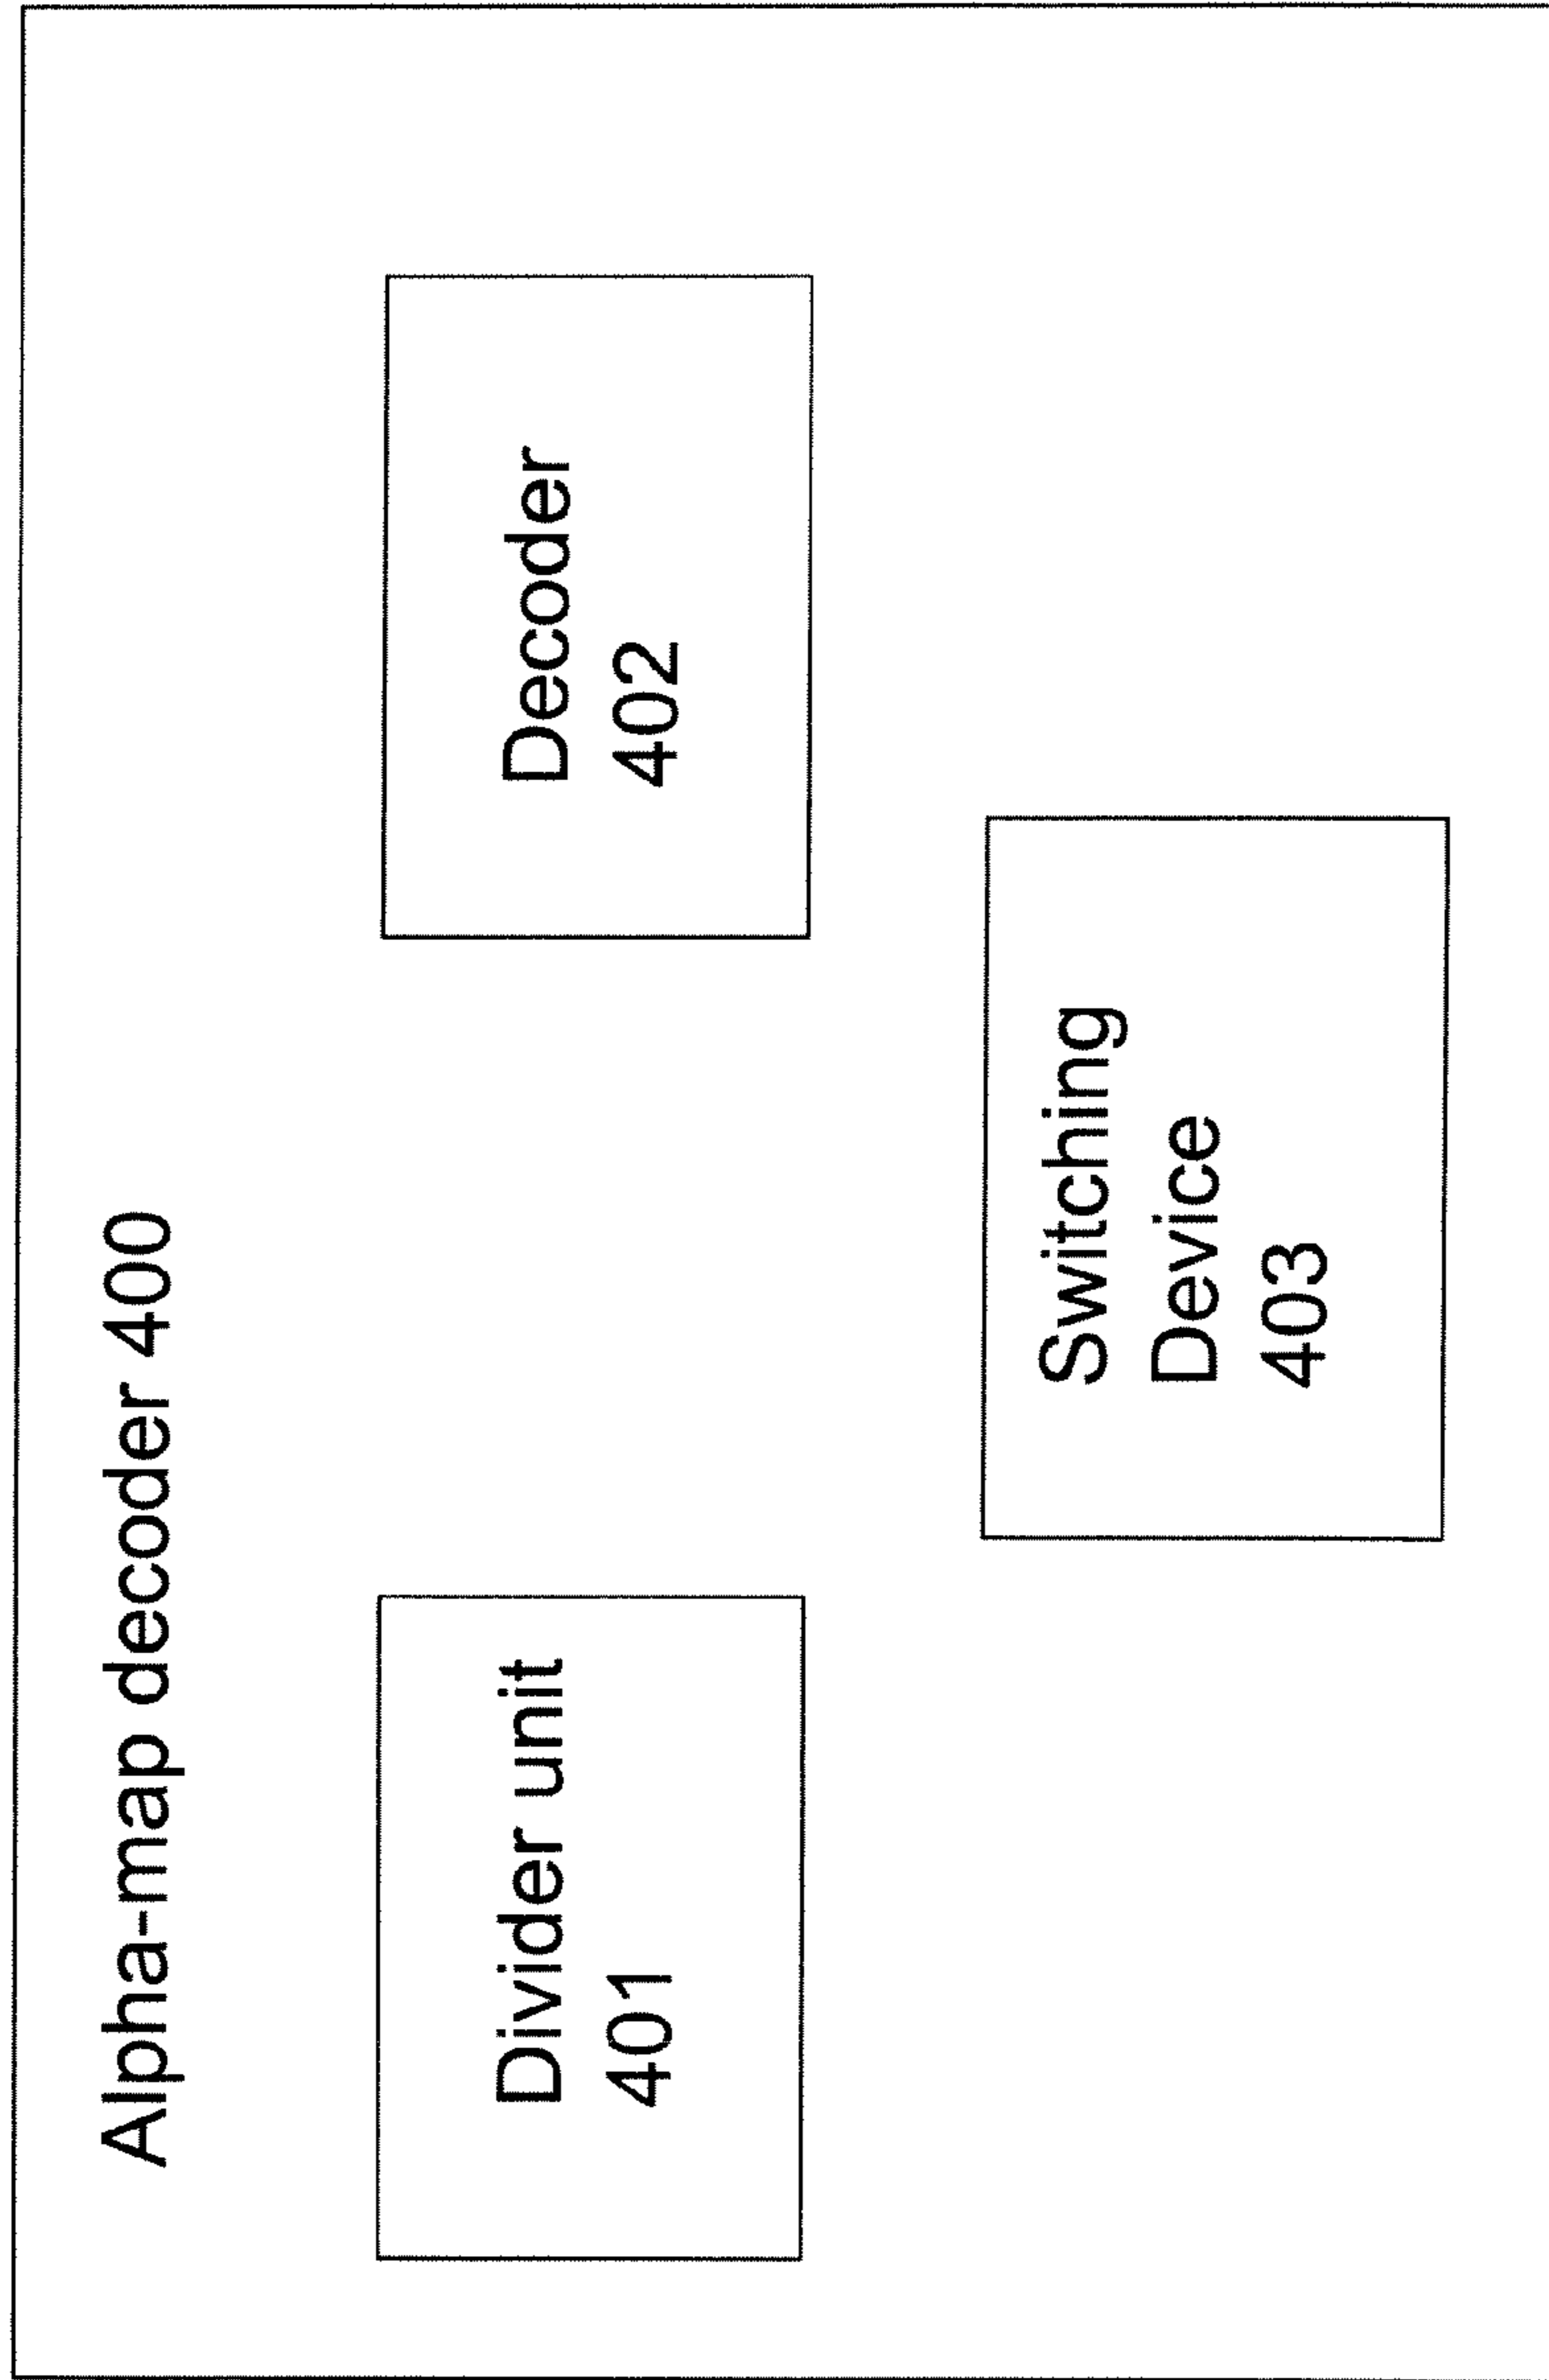 Alpha-map decoder 400
Divider unit
401
Decoder
402
Switching
Device
403